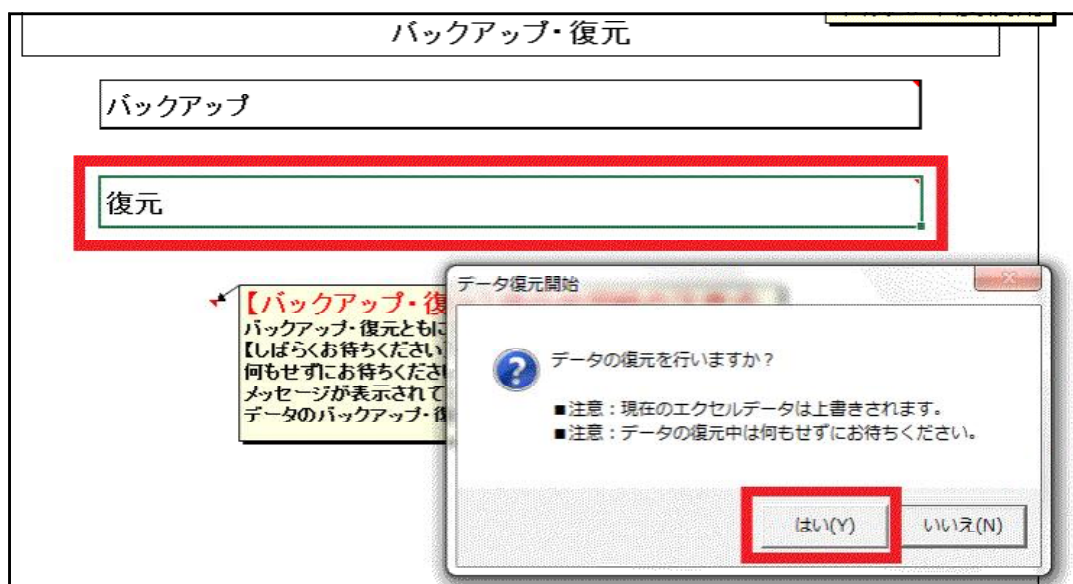 バックアップ・復元
バックアップ
復元
【バックアップ・復
バックアップ・復元ともに
【しばらくお待ちください
何もせずにお待ちくださ
メッセージが表示されて
データのバックアップ・復
データ復元開始
データの復元を行いますか？
■注意：現在のエクセルデータは上書きされます。
■注意：データの復元中は何もせずにお待ちください。
はい(Y)
いいえ(N)